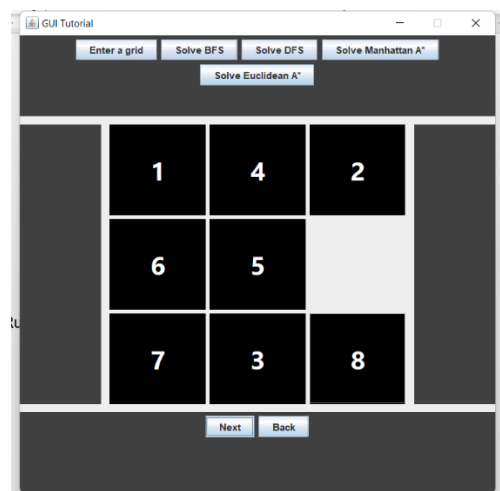 GUI Tutorial
Enter a grid Solve BFS Solve DFS Solve Manhattan A*
Solve Euclidean A*
1 4 2
6 5
7 3 8
Next Back